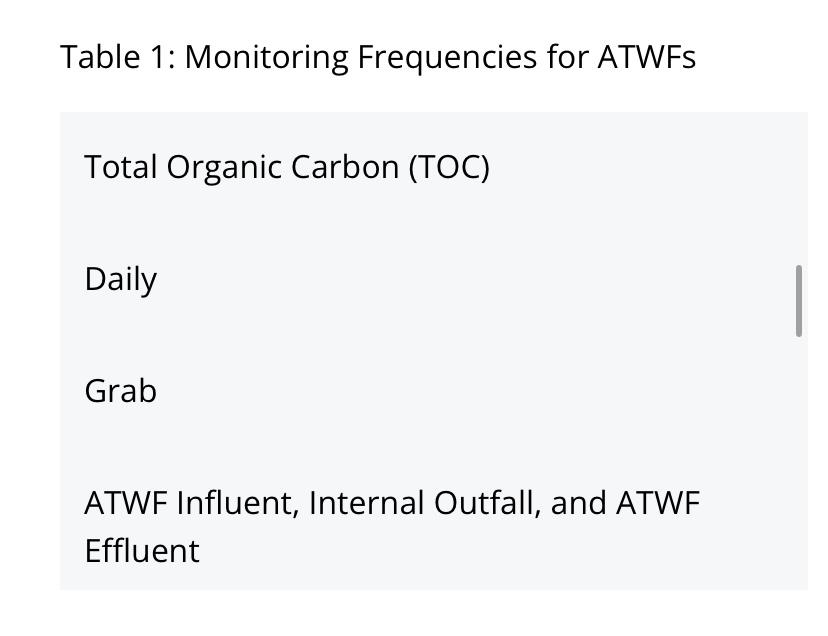 Table 1: Monitoring Frequencies for ATWFs
Total Organic Carbon (TOC)
Daily
Grab
ATWF Influent, Internal Outfall, and ATWF
Effluent